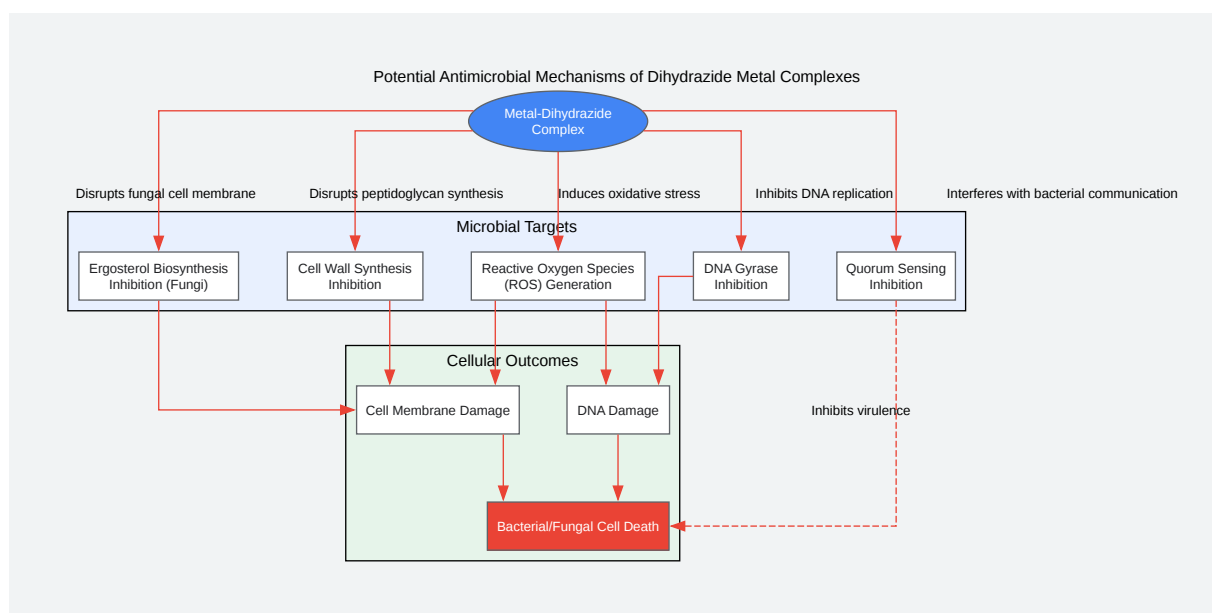 Potential Antimicrobial Mechanisms of Dihydrazide Metal Complexes
Metal-Dihydrazide
Complex
Disrupts fungal cell membrane
Disrupts peptidoglycan synthesis
Induces oxidative stress
Inhibits DNA replication
Interferes with bacterial communication
Microbial Targets
Ergosterol Biosynthesis
Inhibition (Fungi)
Cell Wall Synthesis
Inhibition
Reactive Oxygen Species
(ROS) Generation
DNA Gyrase
Inhibition
Quorum Sensing
Inhibition
Cellular Outcomes
Cell Membrane Damage
DNA Damage
Inhibits virulence
Bacterial/Fungal Cell Death